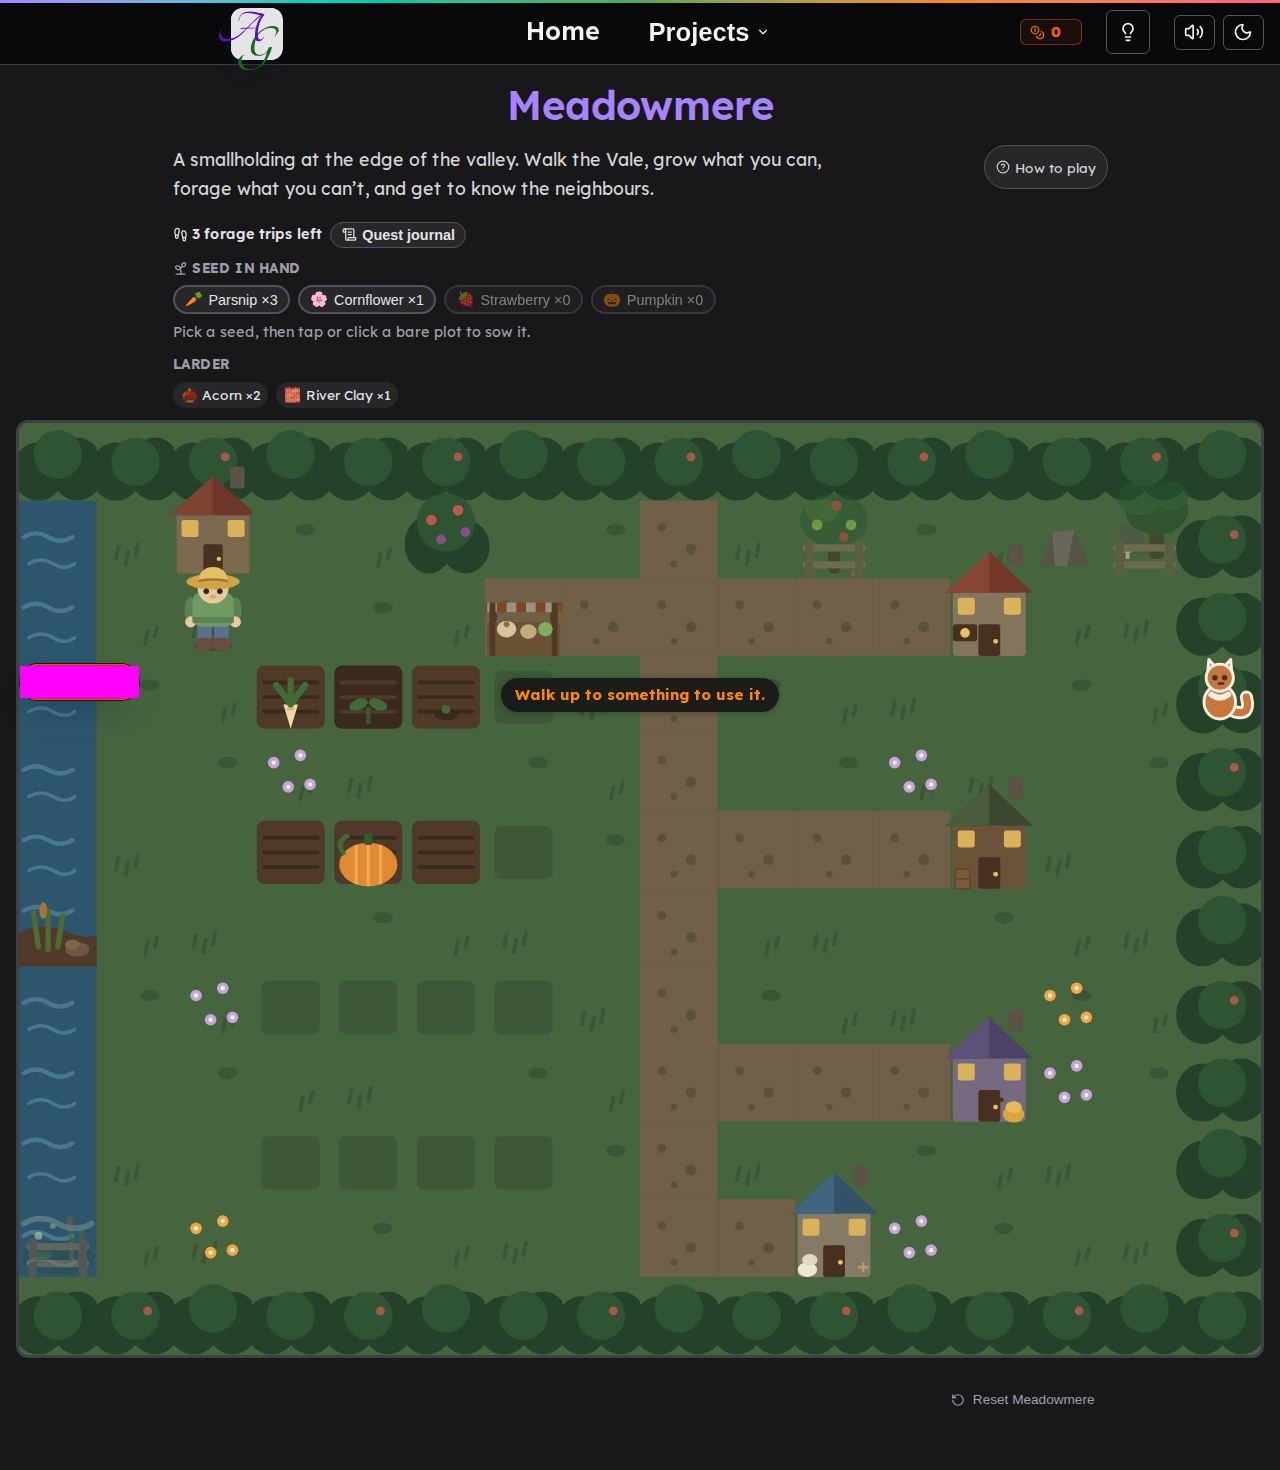 AG
Home
Projects
0
Meadowmere
A smallholding at the edge of the valley. Walk the Vale, grow what you can,
forage what you can’t, and get to know the neighbours.
How to play
3 forage trips left
Quest journal
SEED IN HAND
Parsnip ×3
Cornflower ×1
Strawberry ×0
Pumpkin ×0
Pick a seed, then tap or click a bare plot to sow it.
LARDER
Acorn ×2
River Clay ×1
Walk up to something to use it.
Reset Meadowmere